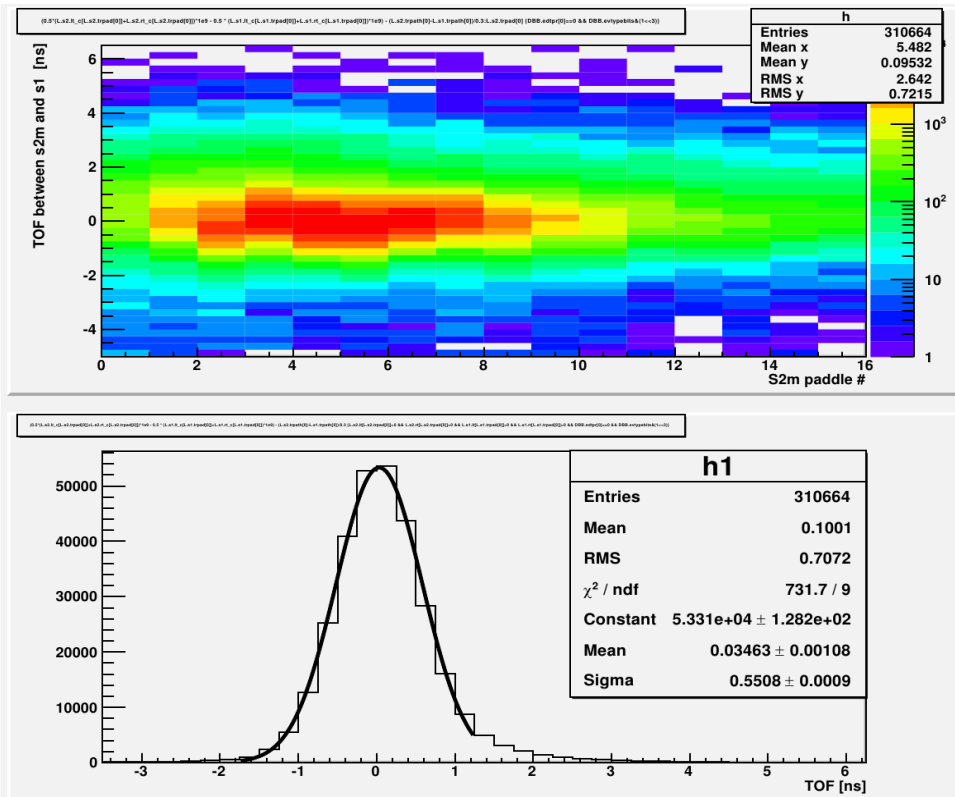 (0.5*(L.s2.lt_c[L.s2.trpad[0]]+L.s2.rt_c[L.s2.trpad[0]])*1e9 - 0.5 * (L.s1.lt_c[L.s1.trpad[0]]+L.s1.rt_c[L.s1.trpad[0]])*1e9) - (L.s2.trpath[0]-L.s1.trpath[0])/0.3:L.s2.trpad[0] {DBB.edtpr[0]==0 && DBB.evtypebits&(1<<3)}
h
Entries 310664
Mean x 5.482
Mean y 0.09532
RMS x 2.642
RMS y 0.7215
TOF between s2m and s1 [ns]
6
4
2
0
-2
-4
0 2 4 6 8 10 12 14 16
S2m paddle #
10³
10²
10
1
h1
Entries 310664
Mean 0.1001
RMS 0.7072
χ² / ndf 731.7 / 9
Constant 5.331e+04 ± 1.282e+02
Mean 0.03463 ± 0.00108
Sigma 0.5508 ± 0.0009
50000
40000
30000
20000
10000
0
-3 -2 -1 0 1 2 3 4 5 6
TOF [ns]